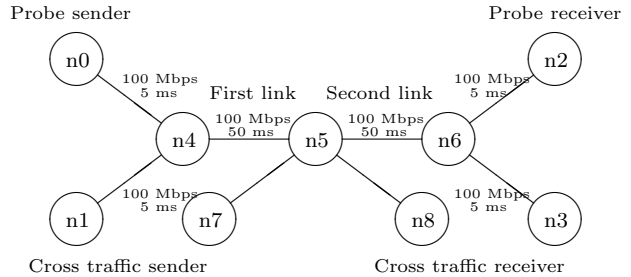 Probe sender
Probe receiver
n0
n2
100 Mbps
5 ms
100 Mbps
5 ms
First link
Second link
100 Mbps
50 ms
100 Mbps
50 ms
n4
n5
n6
100 Mbps
5 ms
100 Mbps
5 ms
n1
n7
n8
n3
Cross traffic sender
Cross traffic receiver